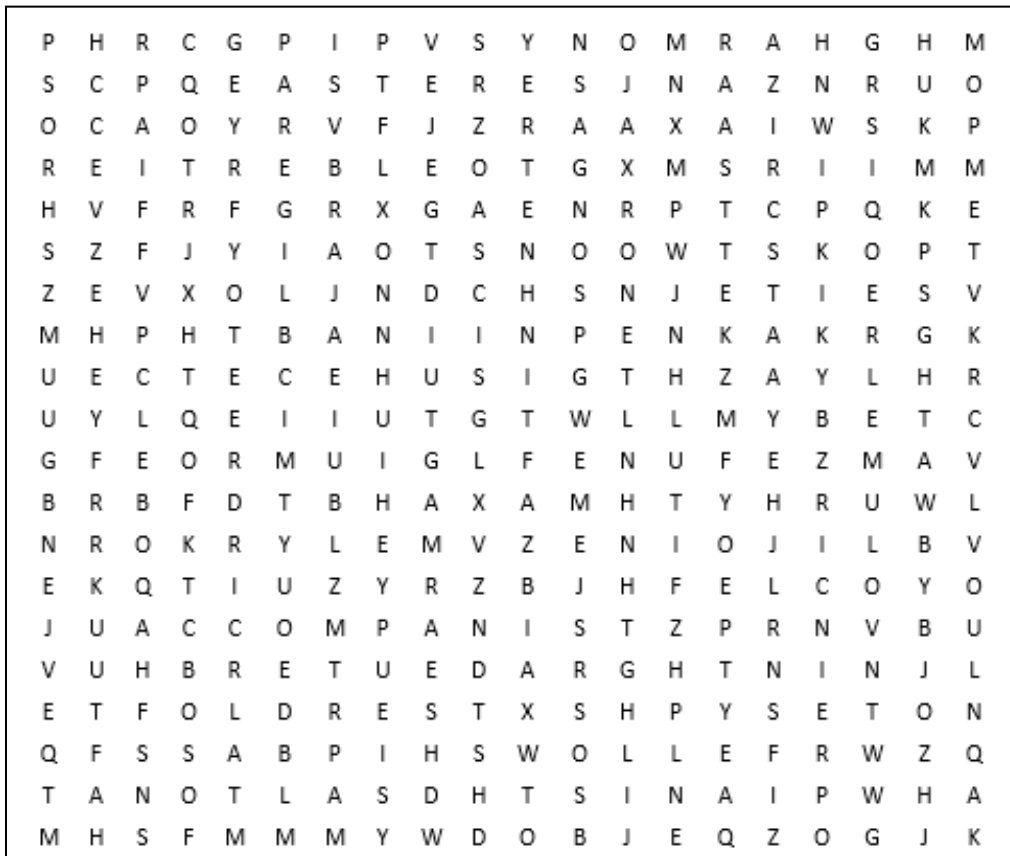 P H R C G P I P V S Y N O M R A H G H M
S C P Q E A S T E R E S J N A Z N R U O
O C A O Y R V F J Z R A A X A I W S K P
R E I T R E B L E O T G X M S R I I M M
H V F R F G R X G A E N R P T C P Q K E
S Z F J Y I A O T S N O O W T S K O P T
Z E V X O L J N D C H S N J E T I E S V
M H P H T B A N I I N P E N K A K R G K
U E C T E C E H U S I G T H Z A Y L H R
U Y L Q E I I U T G T W L L M Y B E T C
G F E O R M U I G L F E N U F E Z M A V
B R B F D T B H A X A M H T Y H R U W L
N R O K R Y L E M V Z E N I O J I L B V
E K Q T I U Z Y R Z B J H F E L C O Y O
J U A C C O M P A N I S T Z P R N V B U
V U H B R E T U E D A R G H T N I N J L
E T F O L D R E S T X S H P Y S E T O N
Q F S S A B P I H S W O L L E F R W Z Q
T A N O T L A S D H T S I N A I P W H A
M H S F M M M Y W D O B J E Q Z O G J K